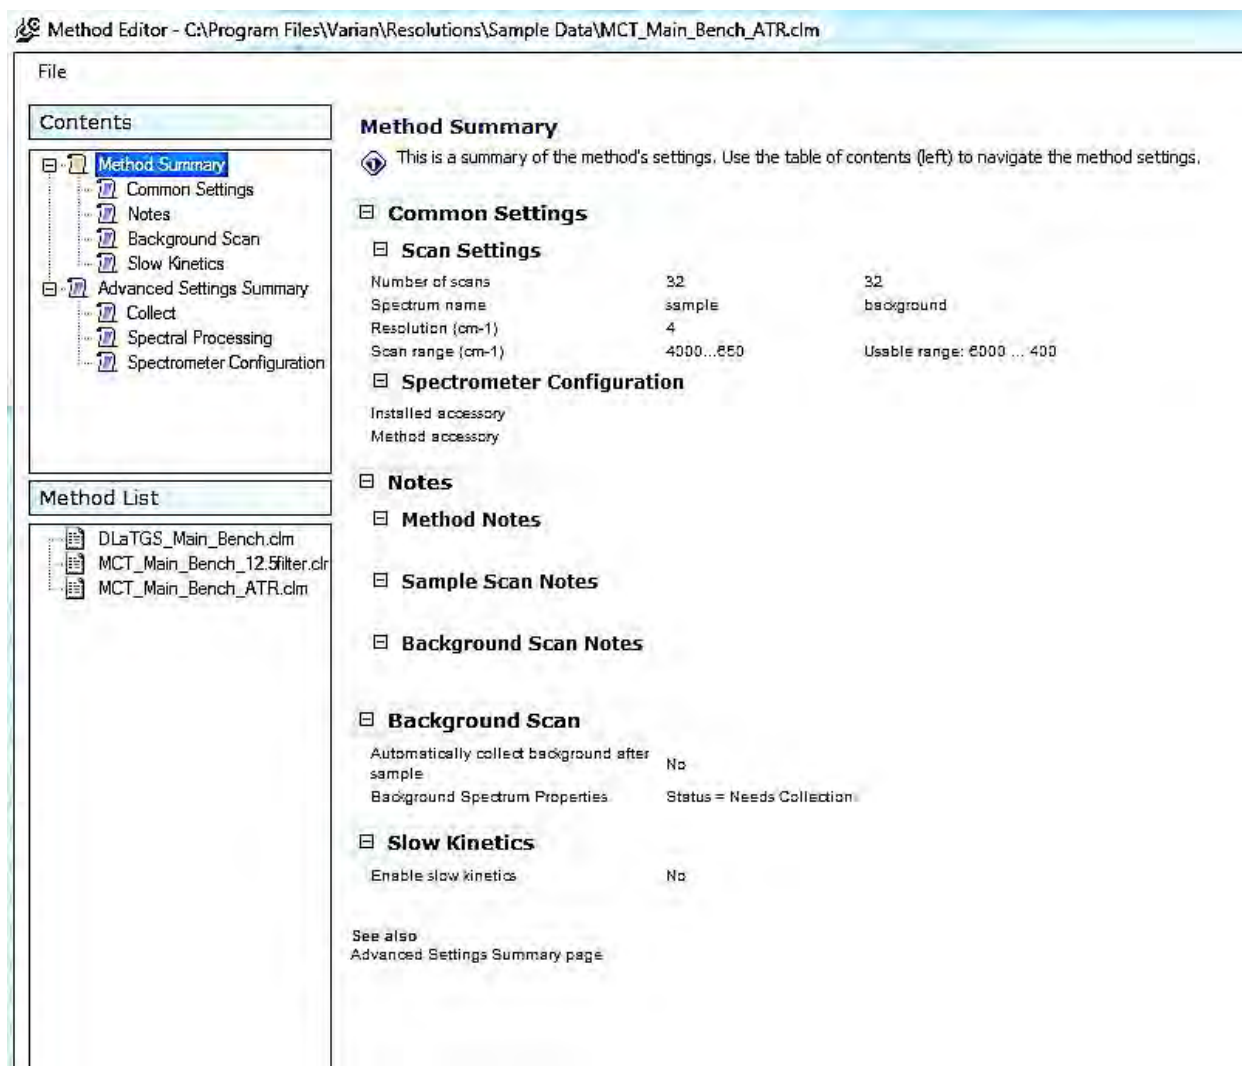 Method Editor - C:\Program Files\Varian\Resolutions\Sample Data\MCT_Main_Bench_ATR.clm
File
Contents
Method Summary
Common Settings
Notes
Background Scan
Slow Kinetics
Advanced Settings Summary
Collect
Spectral Processing
Spectrometer Configuration
Method List
DLaTGS_Main_Bench.clm
MCT_Main_Bench_12.5filter.clr
MCT_Main_Bench_ATR.clm
Method Summary
This is a summary of the method's settings. Use the table of contents (left) to navigate the method settings.
Common Settings
Scan Settings
Number of scans 32 32
Spectrum name sample background
Resolution (cm-1) 4
Scan range (cm-1) 4000...650 Usable range: 6000 ... 400
Spectrometer Configuration
Installed accessory
Method accessory
Notes
Method Notes
Sample Scan Notes
Background Scan Notes
Background Scan
Automatically collect background after
sample No
Background Spectrum Properties Status = Needs Collection
Slow Kinetics
Enable slow kinetics No
See also
Advanced Settings Summary page